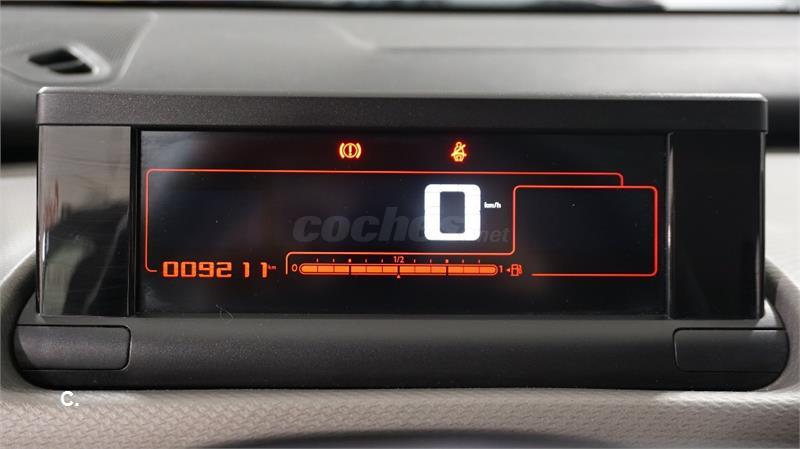 0 km/h
coches.net
009211 km
0 1/2 1
C.